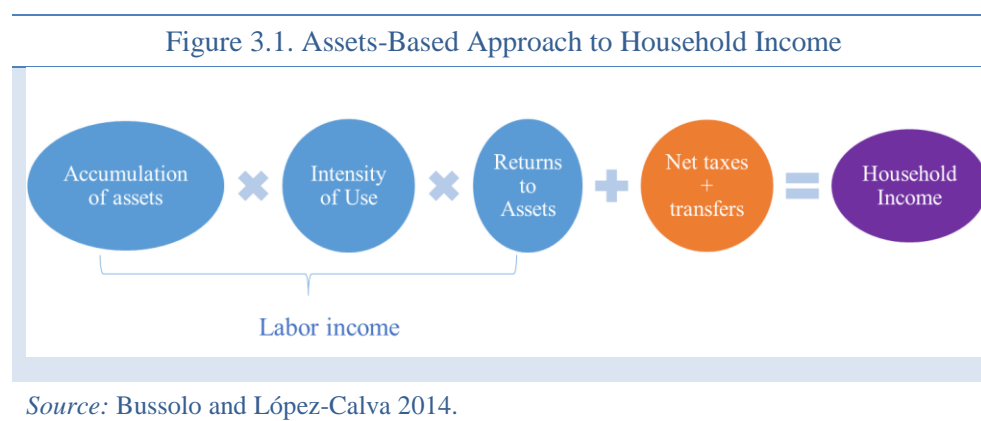 Figure 3.1. Assets-Based Approach to Household Income
Accumulation
of assets
×
Intensity
of Use
×
Returns
to
Assets
+
Net taxes
+
transfers
=
Household
Income
Labor income
Source: Bussolo and López-Calva 2014.